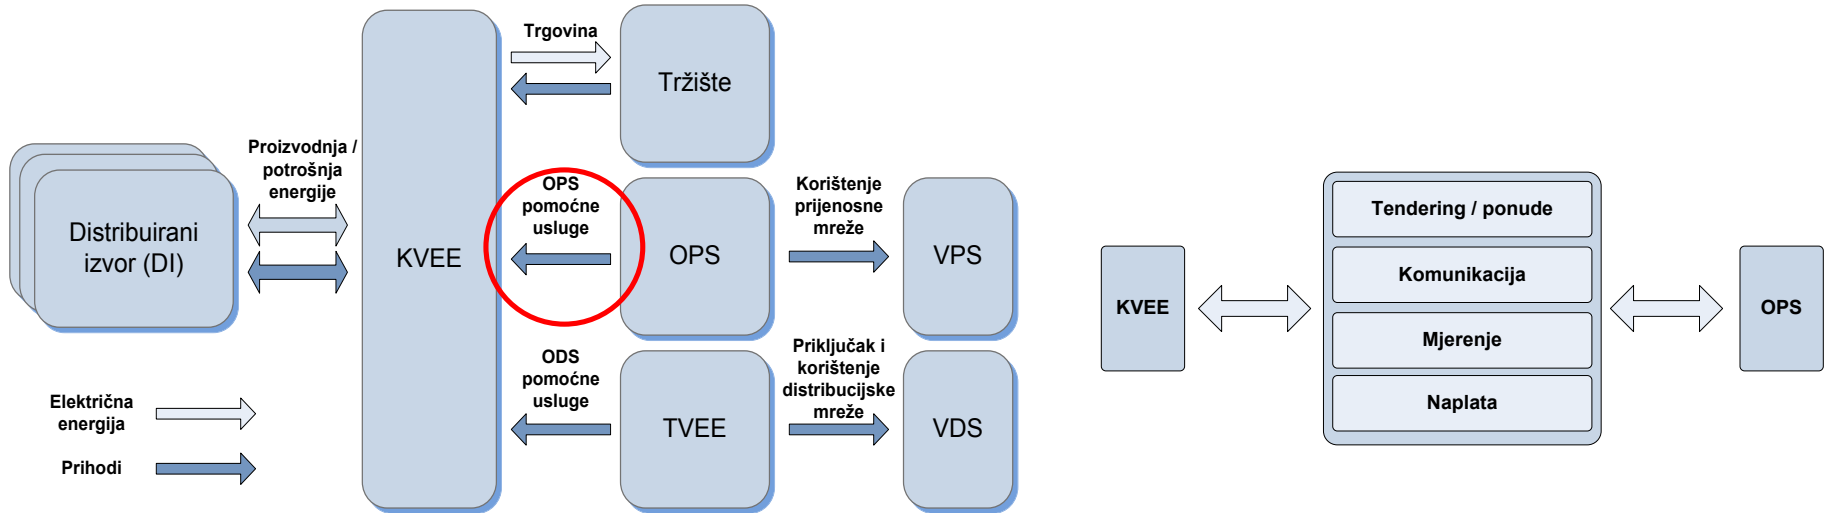 Trgovina
Tržište
Proizvodnja /
potrošnja
energije
Distribuirani
izvor (DI)
KVEE
OPS
pomoćne
usluge
OPS
Korištenje
prijenosne
mreže
VPS
ODS
pomoćne
usluge
TVEE
Priključak i
korištenje
distribucijske
mreže
VDS
Električna
energija
Prihodi
KVEE
Tendering / ponude
Komunikacija
Mjerenje
Naplata
OPS